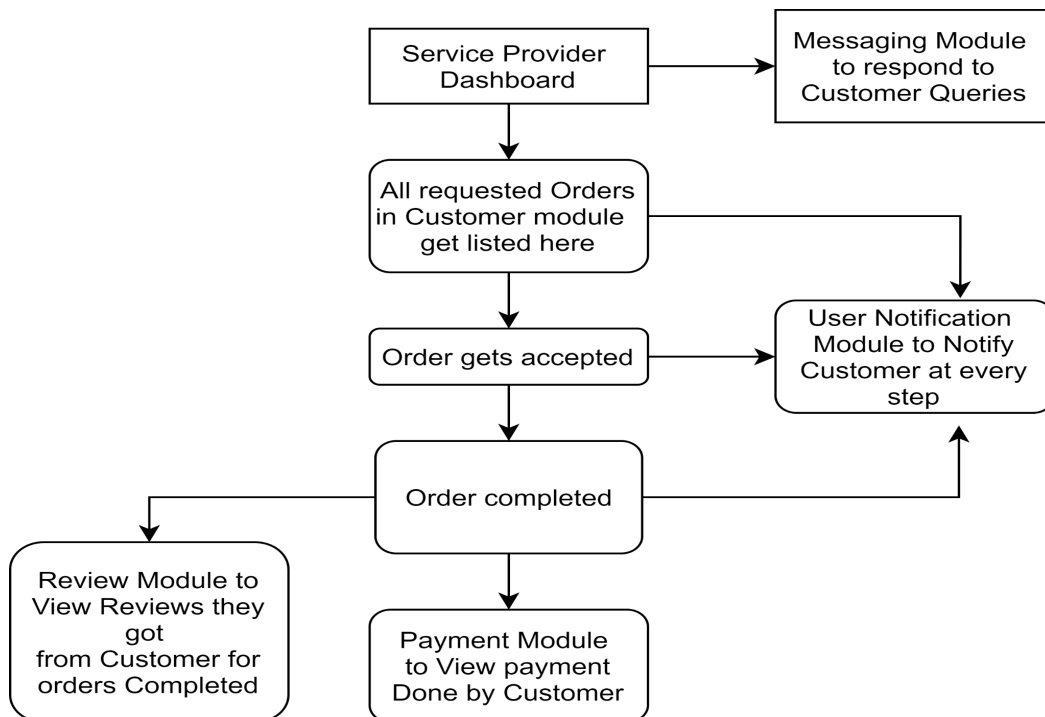 Service Provider
Dashboard
Messaging Module
to respond to
Customer Queries
All requested Orders
in Customer module
get listed here
Order gets accepted
User Notification
Module to Notify
Customer at every
step
Order completed
Review Module to
View Reviews they
got
from Customer for
orders Completed
Payment Module
to View payment
Done by Customer